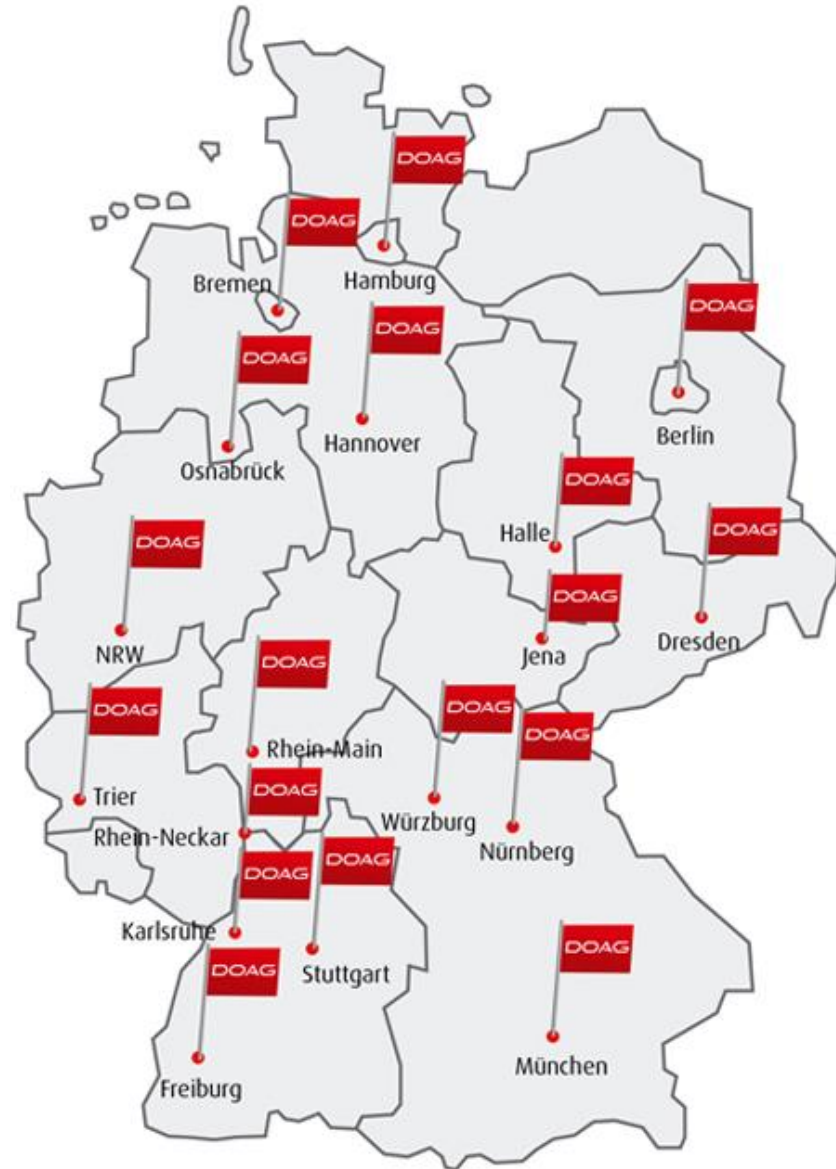 DOAG
Hamburg
DOAG
Bremen
DOAG
Hannover
DOAG
Osnabrück
DOAG
Berlin
DOAG
Halle
DOAG
Dresden
DOAG
NRW
DOAG
Jena
DOAG
Rhein-Main
DOAG
Trier
DOAG
Würzburg
DOAG
Nürnberg
DOAG
Rhein-Neckar
DOAG
Karlsruhe
DOAG
Stuttgart
DOAG
Freiburg
DOAG
München